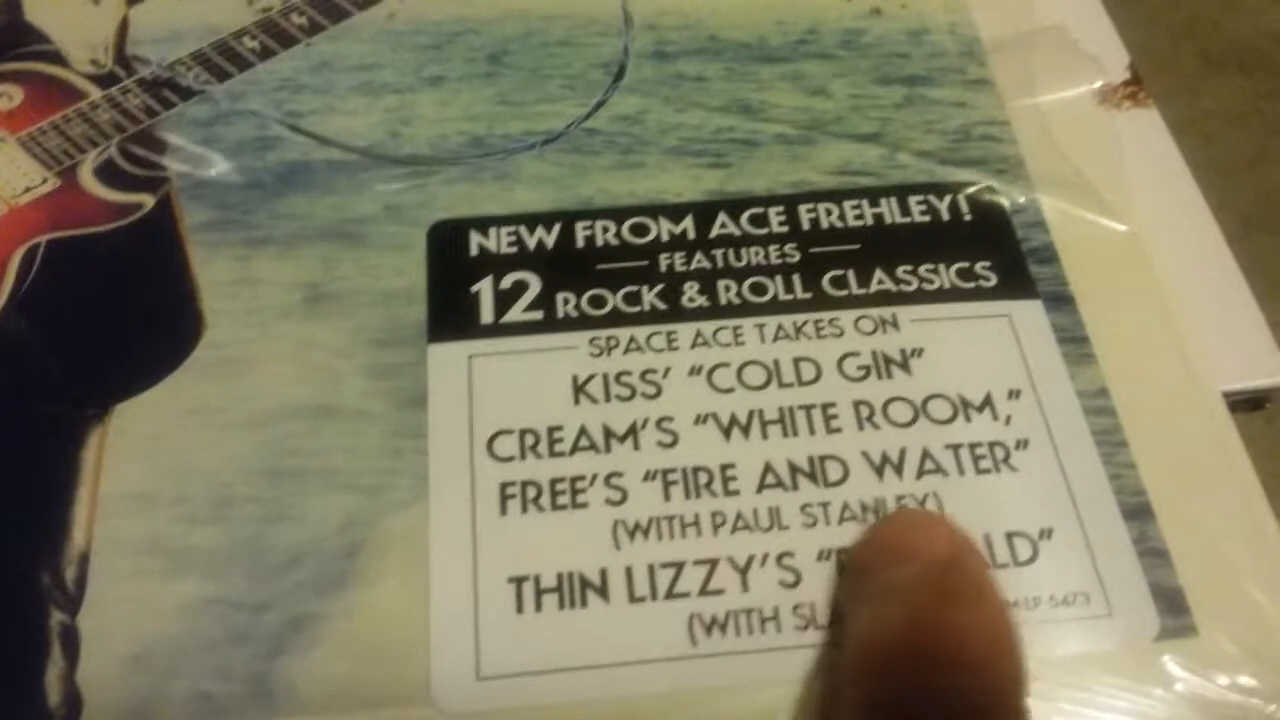 NEW FROM ACE FREHLEY!
FEATURES
12 ROCK & ROLL CLASSICS
SPACE ACE TAKES ON
KISS' "COLD GIN"
CREAM'S "WHITE ROOM,"
FREE'S "FIRE AND WATER"
(WITH PAUL STANLEY)
THIN LIZZY'S
(WITH